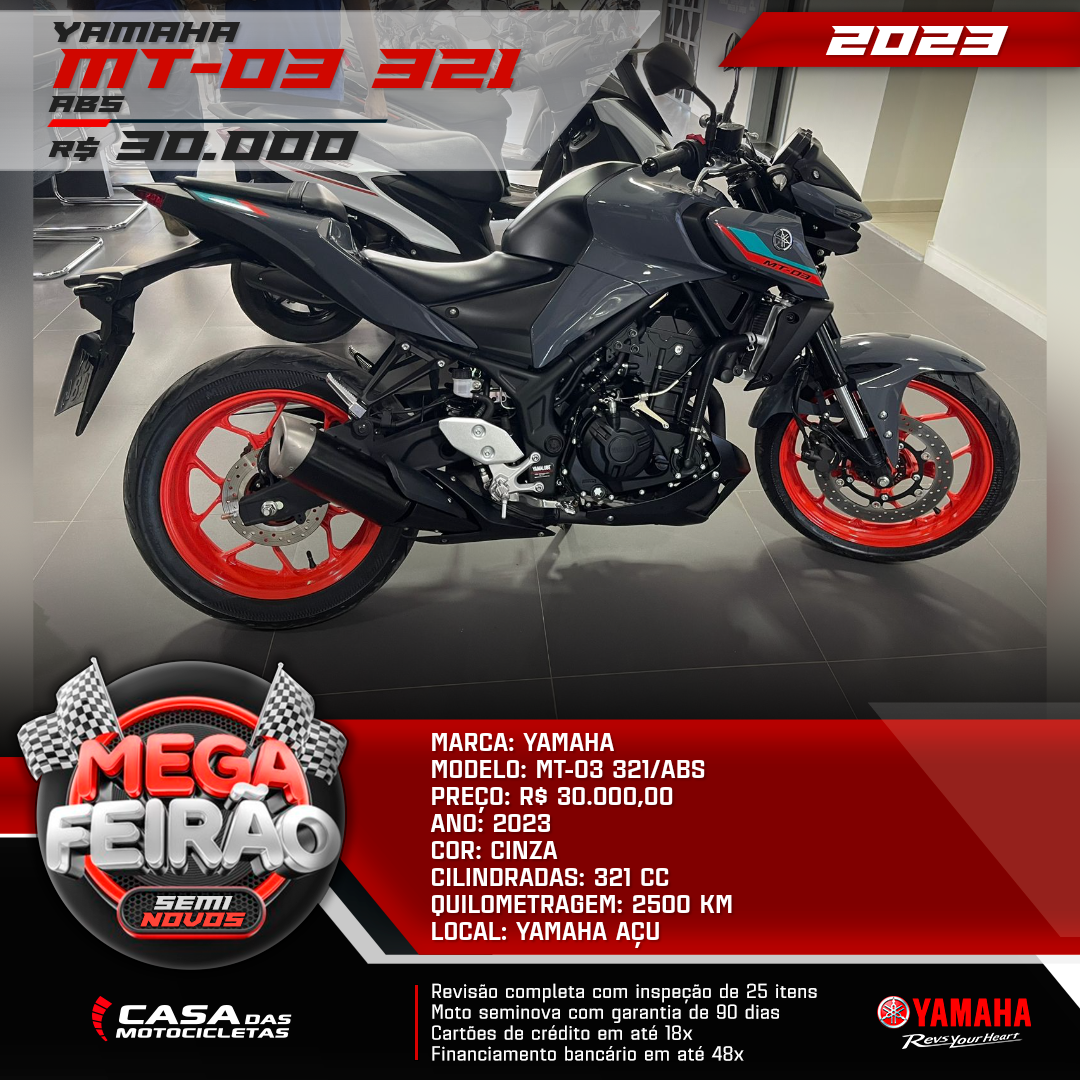 YAMAHA
MT-03 321
ABS
R$ 30.000
2023
MT-03
MEGA
FEIRÃO
SEMI
NOVOS
MARCA: YAMAHA
MODELO: MT-03 321/ABS
PREÇO: R$ 30.000,00
ANO: 2023
COR: CINZA
CILINDRADAS: 321 CC
QUILOMETRAGEM: 2500 KM
LOCAL: YAMAHA AÇU
CASA DAS
MOTOCICLETAS
Revisão completa com inspeção de 25 itens
Moto seminova com garantia de 90 dias
Cartões de crédito em até 18x
Financiamento bancário em até 48x
YAMAHA
Revs Your Heart